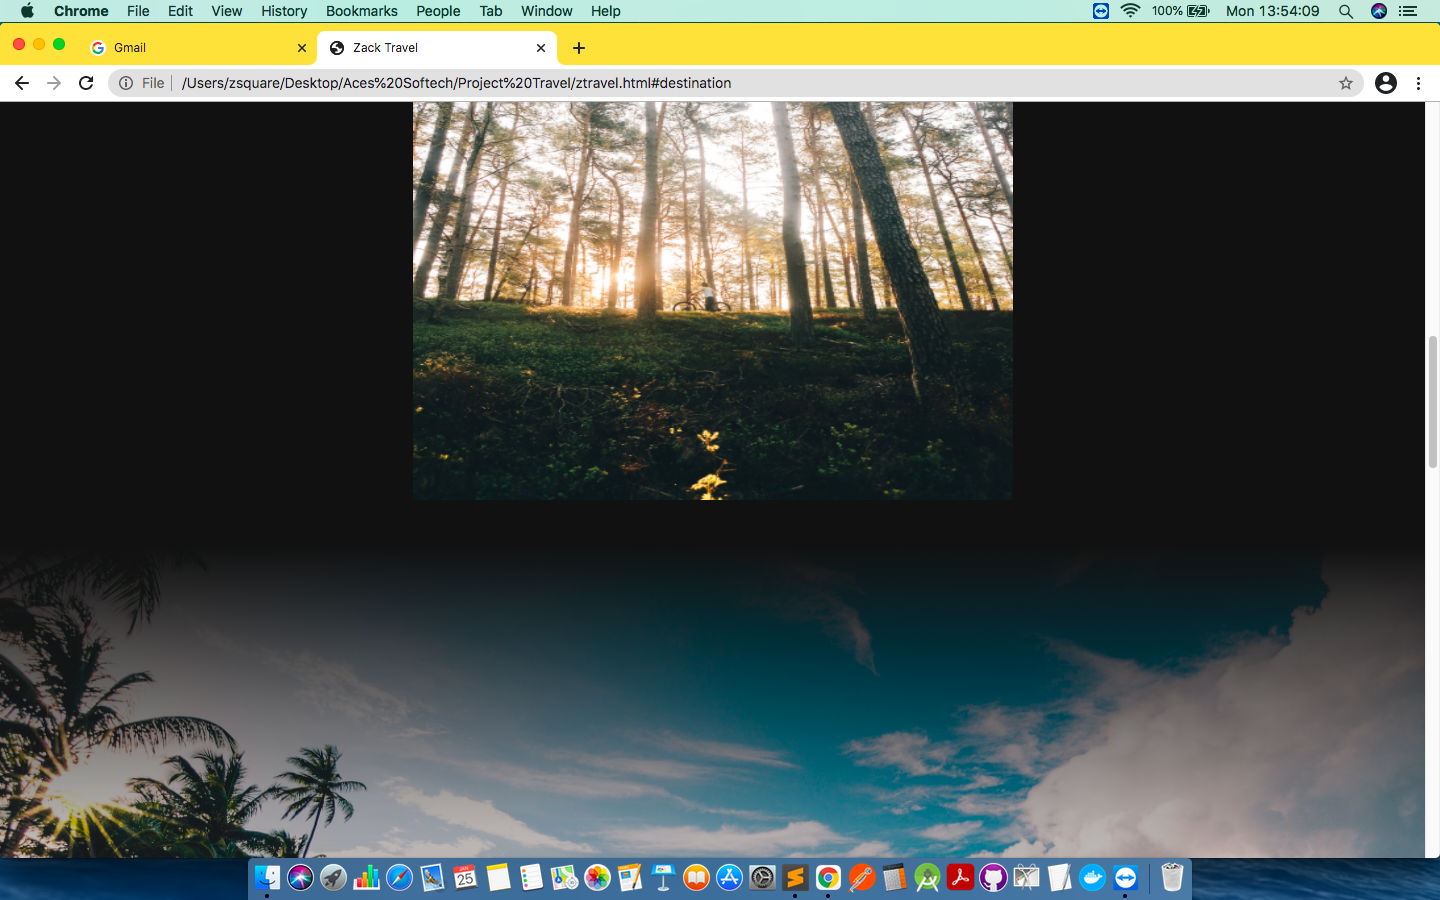 Chrome File Edit View History Bookmarks People Tab Window Help 100% Mon 13:54:09
Gmail Zack Travel
File /Users/zsquare/Desktop/Aces%20Softech/Project%20Travel/ztravel.html#destination
25